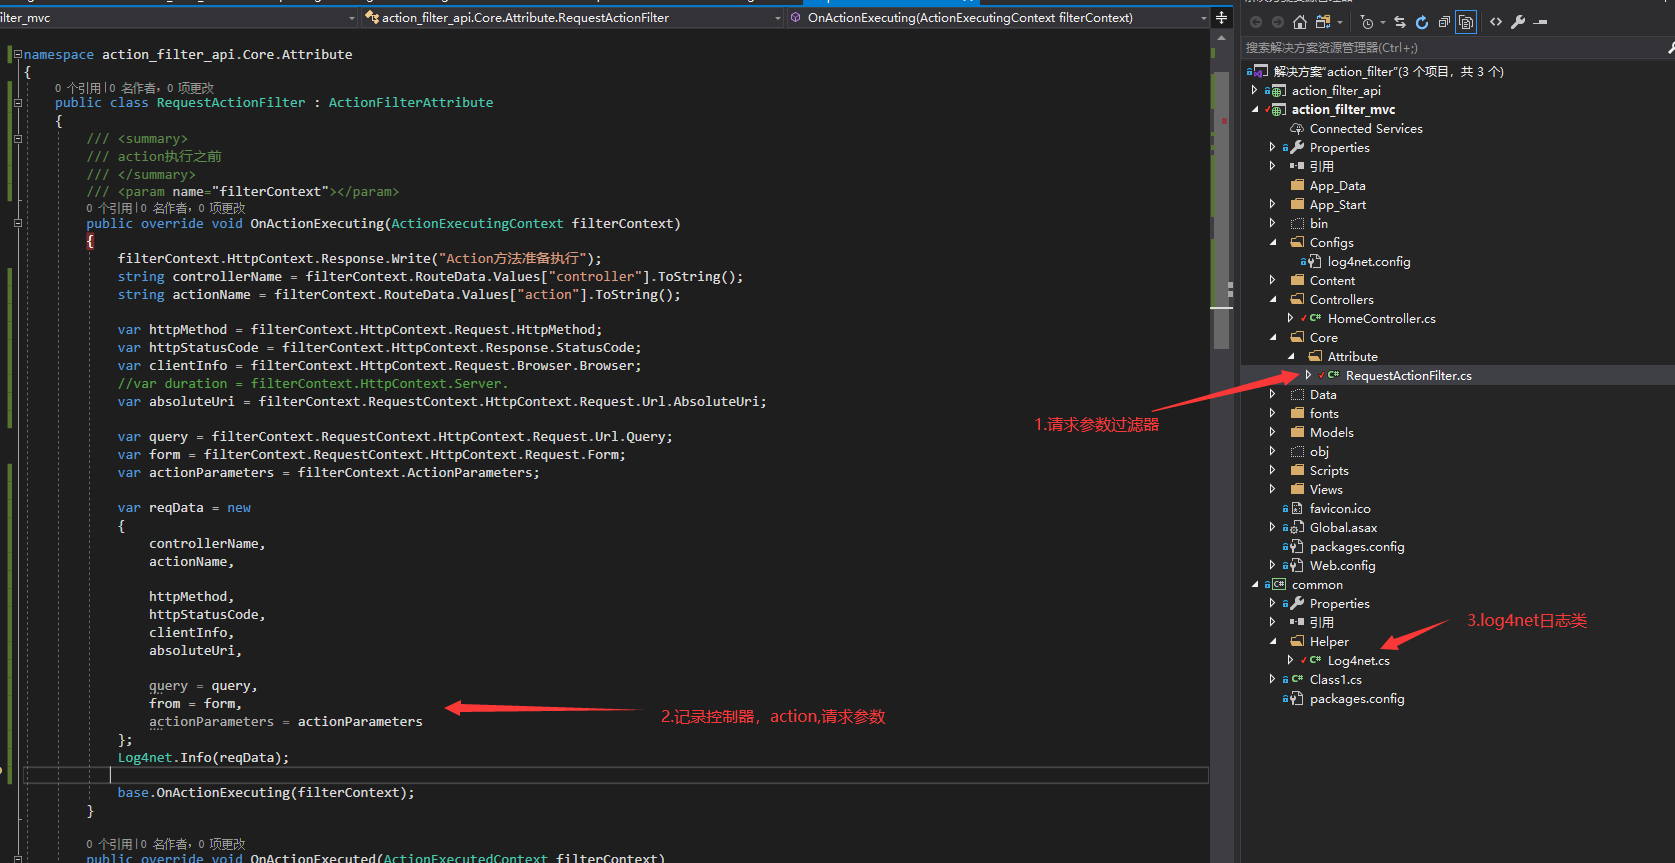 ilter_mvc
action_filter_api.Core.Attribute.RequestActionFilter
OnActionExecuting(ActionExecutingContext filterContext)
namespace action_filter_api.Core.Attribute
{
0 个引用|0 名作者，0 项更改
public class RequestActionFilter : ActionFilterAttribute
{
/// <summary>
/// action执行之前
/// </summary>
/// <param name="filterContext"></param>
0 个引用|0 名作者，0 项更改
public override void OnActionExecuting(ActionExecutingContext filterContext)
{
filterContext.HttpContext.Response.Write("Action方法准备执行");
string controllerName = filterContext.RouteData.Values["controller"].ToString();
string actionName = filterContext.RouteData.Values["action"].ToString();
var httpMethod = filterContext.HttpContext.Request.HttpMethod;
var httpStatusCode = filterContext.HttpContext.Response.StatusCode;
var clientInfo = filterContext.HttpContext.Request.Browser.Browser;
//var duration = filterContext.HttpContext.Server.
var absoluteUri = filterContext.RequestContext.HttpContext.Request.Url.AbsoluteUri;
var query = filterContext.RequestContext.HttpContext.Request.Url.Query;
var form = filterContext.RequestContext.HttpContext.Request.Form;
var actionParameters = filterContext.ActionParameters;
var reqData = new
{
controllerName,
actionName,
httpMethod,
httpStatusCode,
clientInfo,
absoluteUri,
query = query,
from = form,
actionParameters = actionParameters
};
Log4net.Info(reqData);
base.OnActionExecuting(filterContext);
}
0 个引用|0 名作者，0 项更改
public override void OnActionExecuted(ActionExecutedContext filterContext)
1.请求参数过滤器
2.记录控制器，action,请求参数
3.log4net日志类
搜索解决方案资源管理器(Ctrl+;)
解决方案"action_filter"(3 个项目，共 3 个)
action_filter_api
action_filter_mvc
Connected Services
Properties
引用
App_Data
App_Start
bin
Configs
log4net.config
Content
Controllers
HomeController.cs
Core
Attribute
RequestActionFilter.cs
Data
fonts
Models
obj
Scripts
Views
favicon.ico
Global.asax
packages.config
Web.config
common
Properties
引用
Helper
Log4net.cs
Class1.cs
packages.config